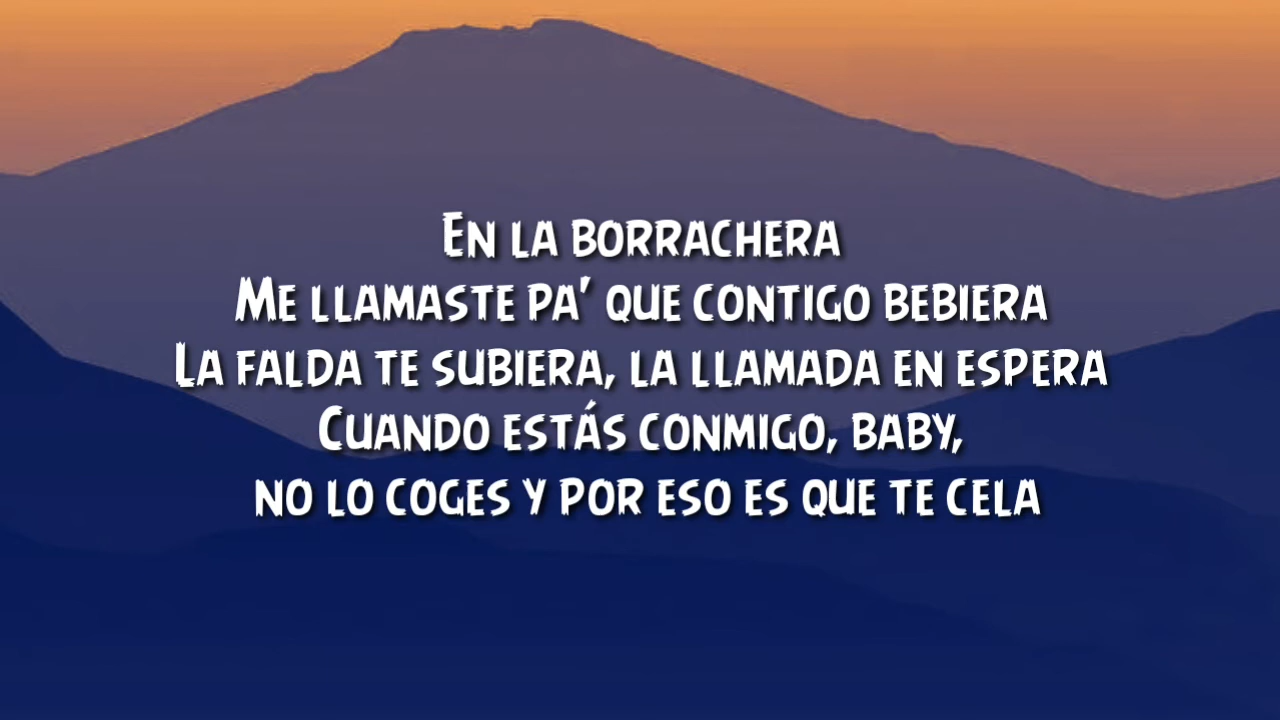 En la borrachera
Me llamaste pa' que contigo bebiera
La falda te subiera, la llamada en espera
Cuando estás conmigo, baby,
no lo coges y por eso es que te cela